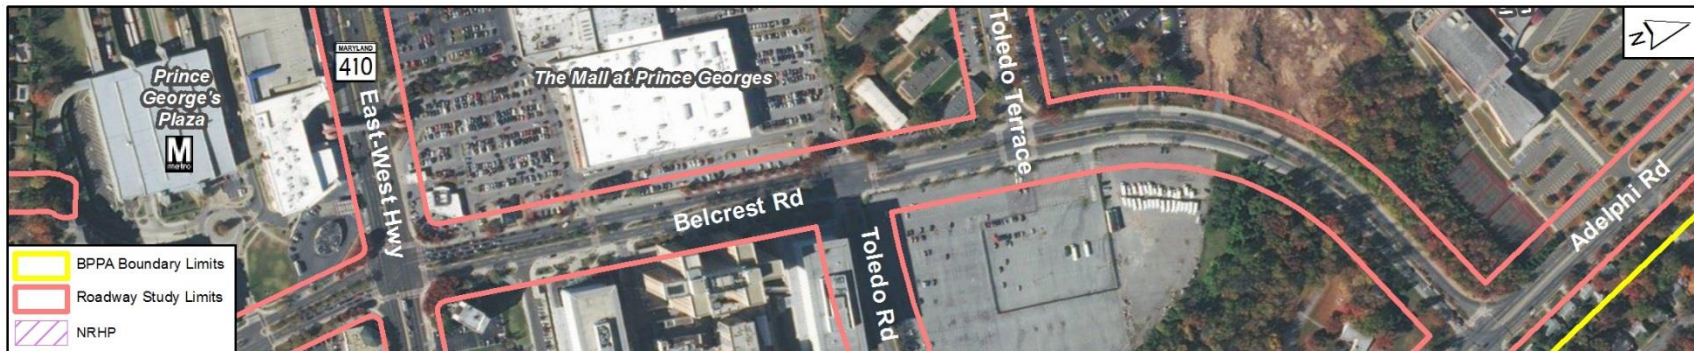 Prince
George's
Plaza
M
metro
MARYLAND
410
East-West Hwy
The Mall at Prince Georges
Toledo Terrace
Belcrest Rd
Toledo Rd
Adelphi Rd
N
BPPA Boundary Limits
Roadway Study Limits
NRHP